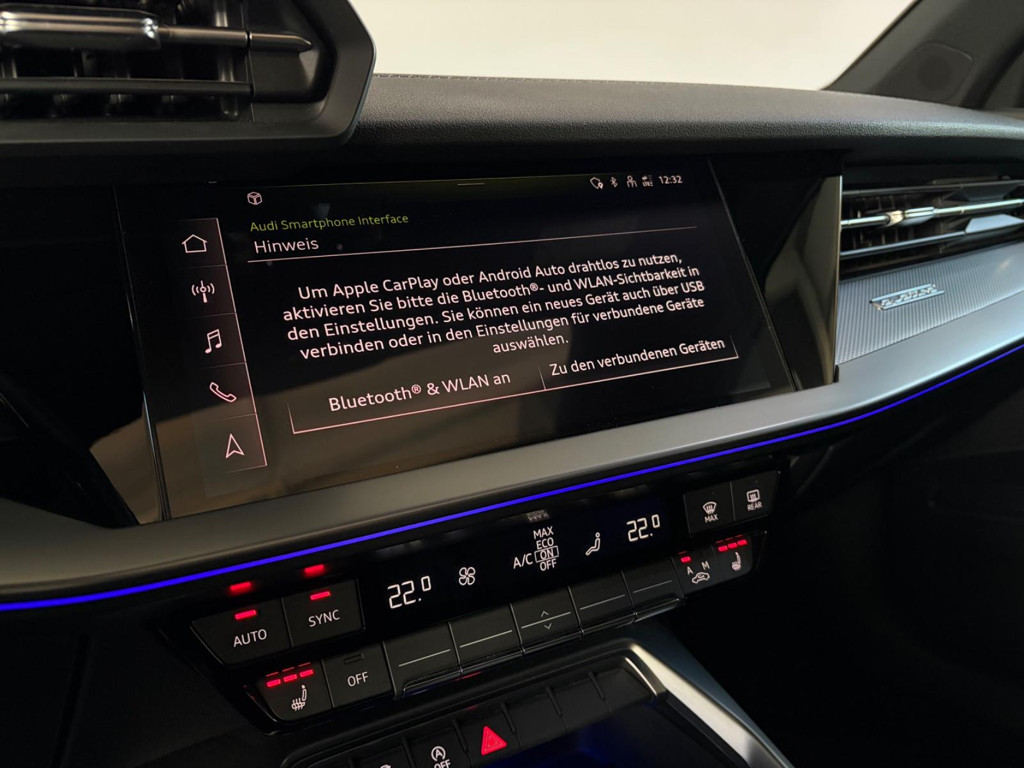 12:32
Audi Smartphone Interface
Hinweis
Um Apple CarPlay oder Android Auto drahtlos zu nutzen,
aktivieren Sie bitte die Bluetooth®- und WLAN-Sichtbarkeit in
den Einstellungen. Sie können ein neues Gerät auch über USB
verbinden oder in den Einstellungen für verbundene Geräte
auswählen.
Bluetooth® & WLAN an
Zu den verbundenen Geräten
MAX
REAR
22.0
A/C
MAX
ECO
ON
OFF
22.0
A M
AUTO
SYNC
OFF
A
OFF